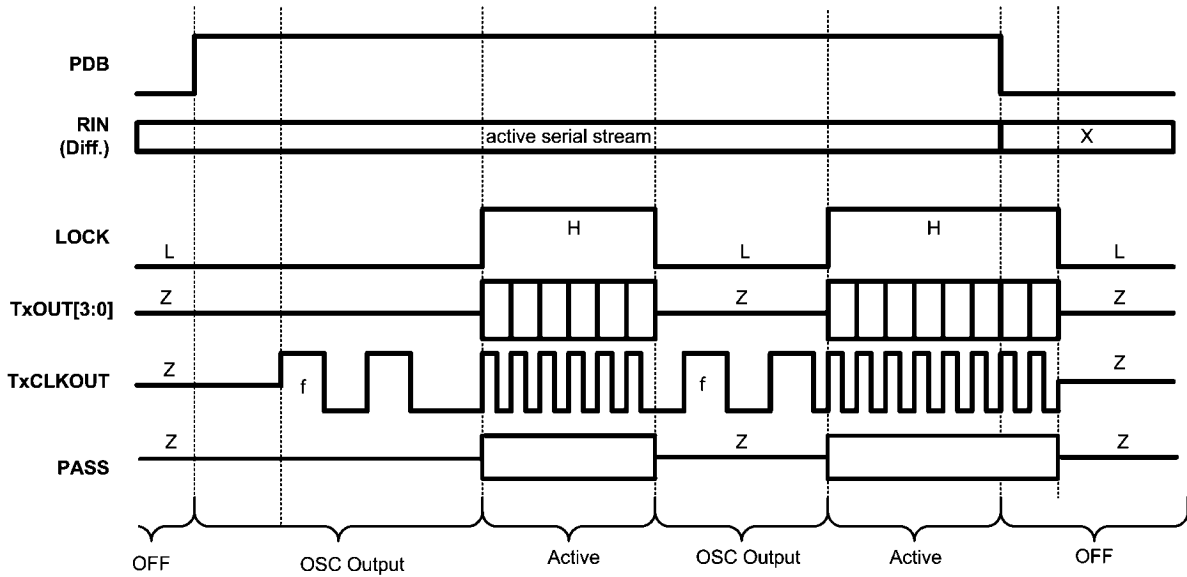 PDB
RIN
(Diff.)
active serial stream
X
LOCK
L
H
L
H
L
TxOUT[3:0]
Z
Z
Z
TxCLKOUT
Z
f
f
Z
PASS
Z
Z
Z
OFF
OSC Output
Active
OSC Output
Active
OFF